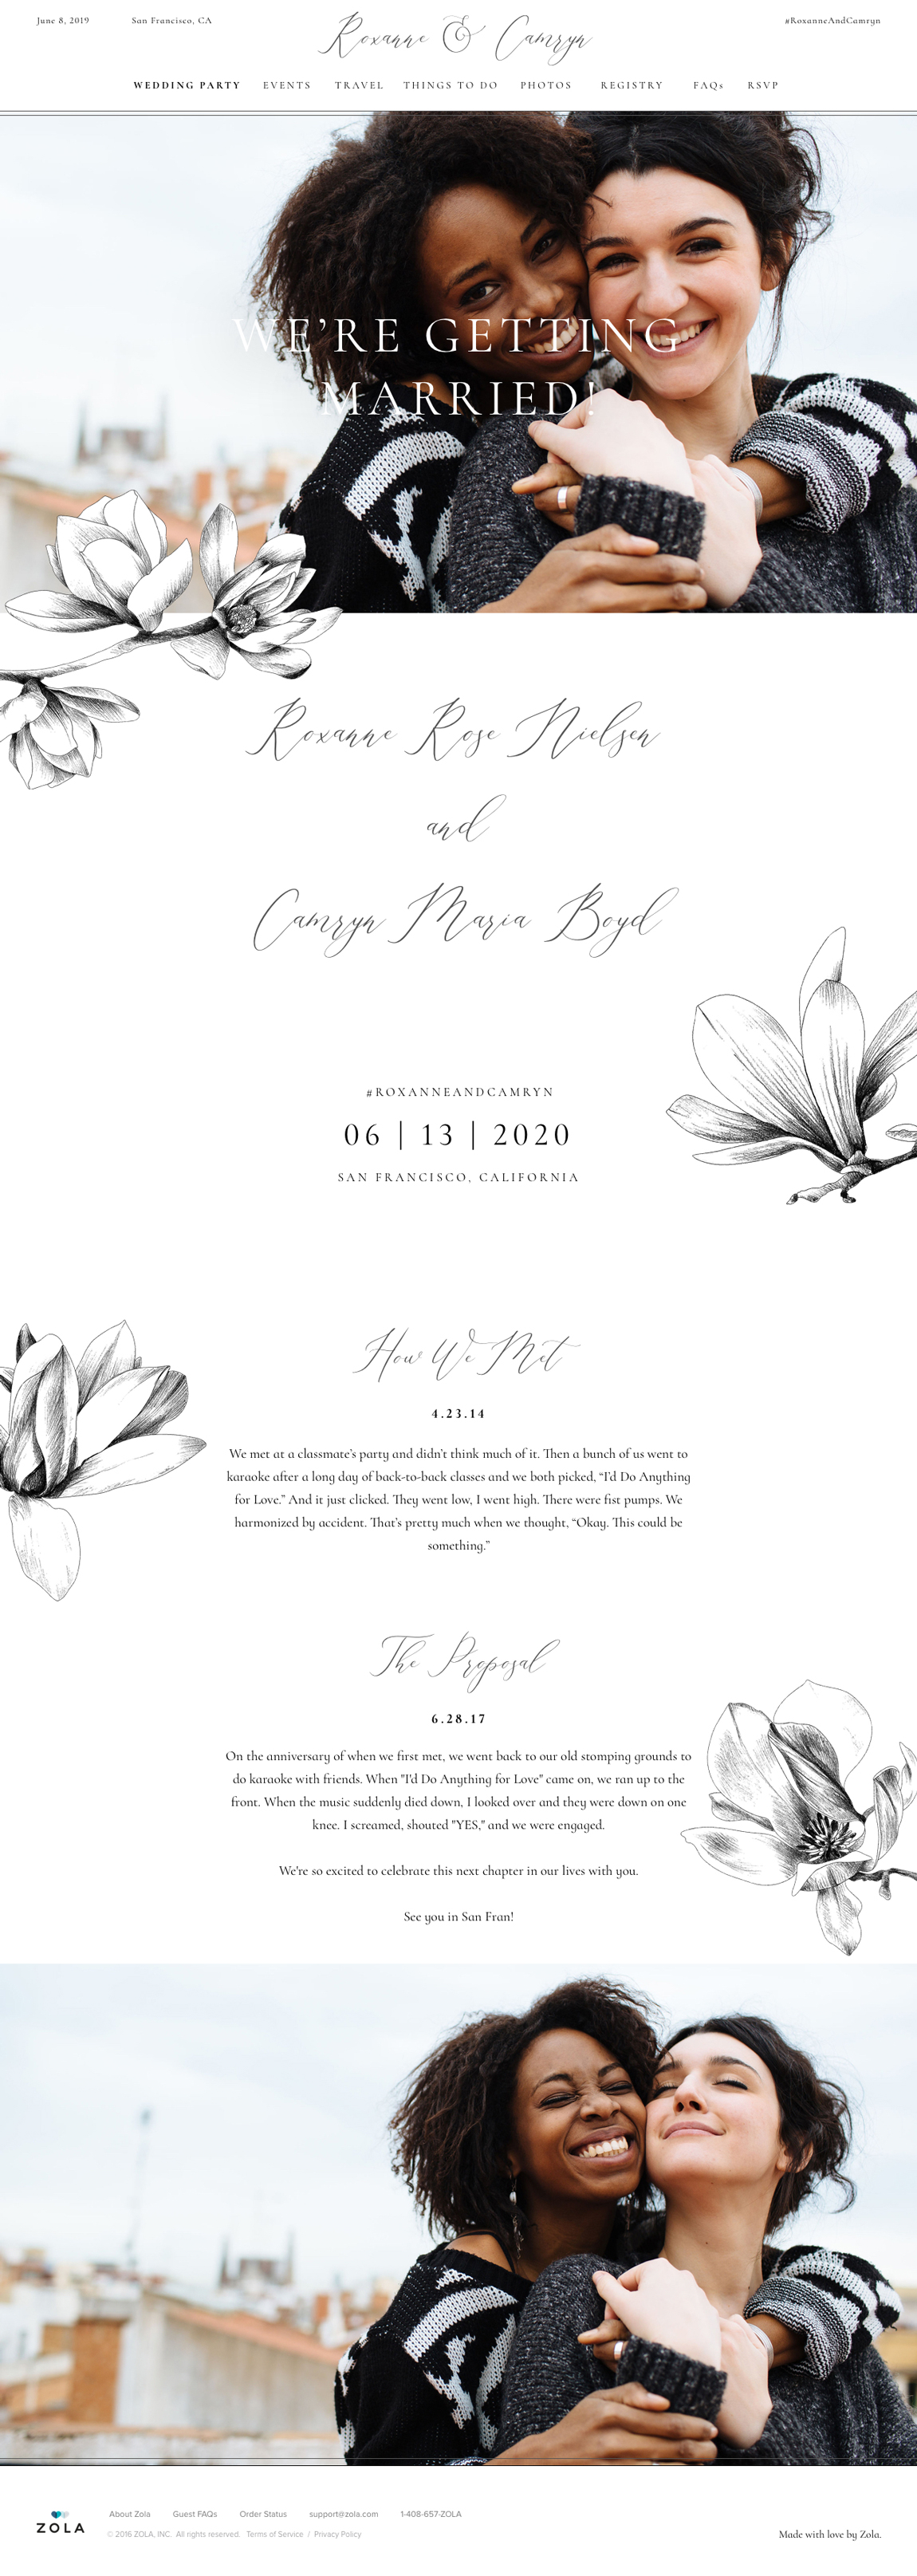 June 8, 2019 San Francisco, CA Roxanne & Camryn #RoxanneAndCamryn
WEDDING PARTY EVENTS TRAVEL THINGS TO DO PHOTOS REGISTRY FAQs RSVP
WE’RE GETTING
MARRIED!
Roxanne Rose Nielsen
and
Camryn Maria Boyd
#ROXANNEANDCAMRYN
06 | 13 | 2020
SAN FRANCISCO, CALIFORNIA
How We Met
4.23.14
We met at a classmate’s party and didn’t think much of it. Then a bunch of us went to
karaoke after a long day of back-to-back classes and we both picked, “I’d Do Anything
for Love.” And it just clicked. They went low, I went high. There were fist pumps. We
harmonized by accident. That’s pretty much when we thought, “Okay. This could be
something.”
The Proposal
6.28.17
On the anniversary of when we first met, we went back to our old stomping grounds to
do karaoke with friends. When "I'd Do Anything for Love" came on, we ran up to the
front. When the music suddenly died down, I looked over and they were down on one
knee. I screamed, shouted "YES," and we were engaged.
We're so excited to celebrate this next chapter in our lives with you.
See you in San Fran!
ZOLA
About Zola Guest FAQs Order Status support@zola.com 1-408-657-ZOLA
© 2016 ZOLA, INC. All rights reserved. Terms of Service / Privacy Policy
Made with love by Zola.